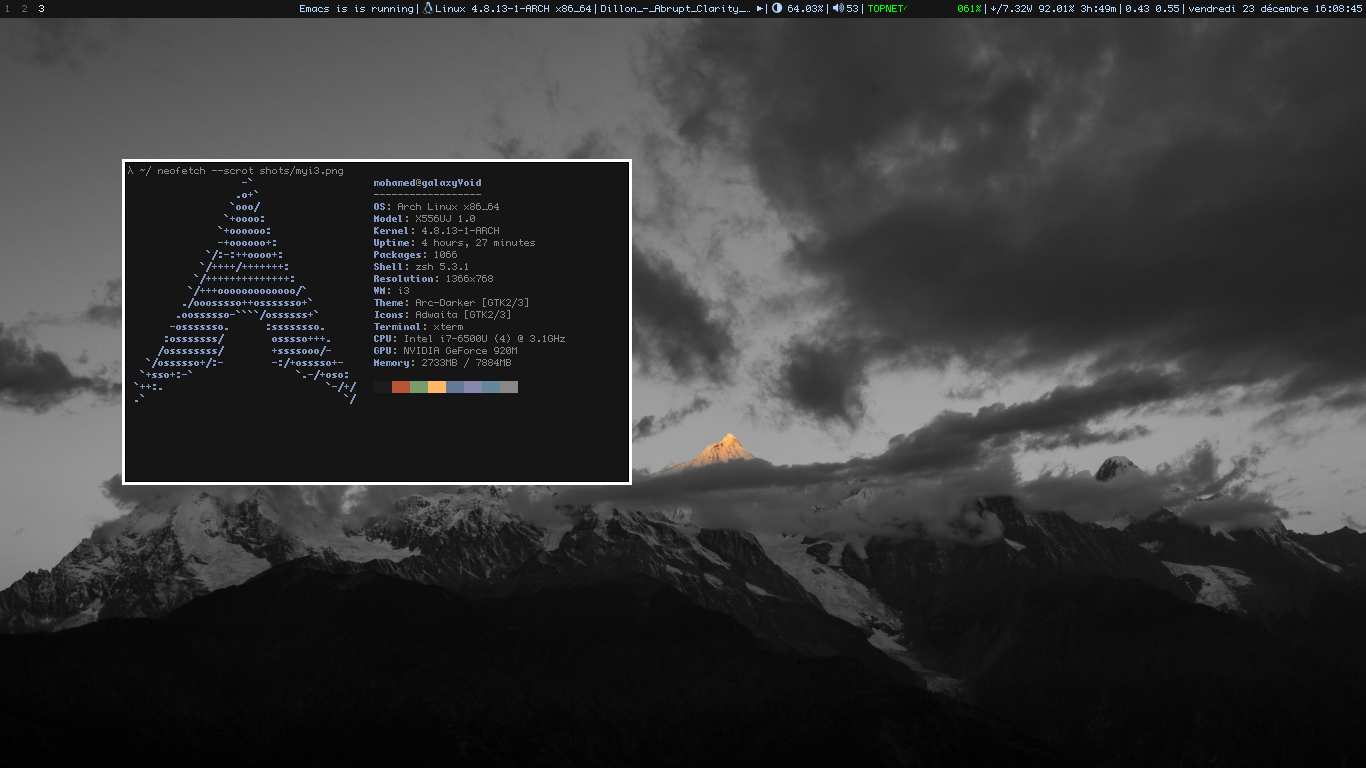 1 2 3 Emacs is is running| Linux 4.8.13-1-ARCH x86_64|Dillon_-_Abrupt_Clarity_… ▶| 64.03%| 53|TOPNET 061%|↓/7.32W 92.01% 3h49m|0.43 0.55|vendredi 23 décembre 16:08:45
λ ~/ neofetch --scrot shots/myi3.png
mohamed@galaxyVoid
------------------
OS: Arch Linux x86_64
Model: X556UJ 1.0
Kernel: 4.8.13-1-ARCH
Uptime: 4 hours, 27 minutes
Packages: 1066
Shell: zsh 5.3.1
Resolution: 1366x768
WM: i3
Theme: Arc-Darker [GTK2/3]
Icons: Adwaita [GTK2/3]
Terminal: xterm
CPU: Intel i7-6500U (4) @ 3.1GHz
GPU: NVIDIA GeForce 920M
Memory: 2733MB / 7884MB